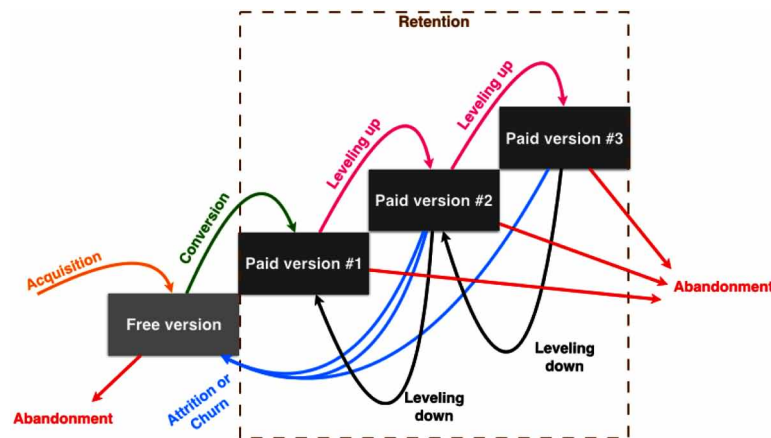 Retention
Leveling up
Paid version #3
Leveling up
Paid version #2
Conversion
Paid version #1
Acquisition
Abandonment
Free version
Leveling
down
Attrition or
Churn
Leveling
down
Abandonment